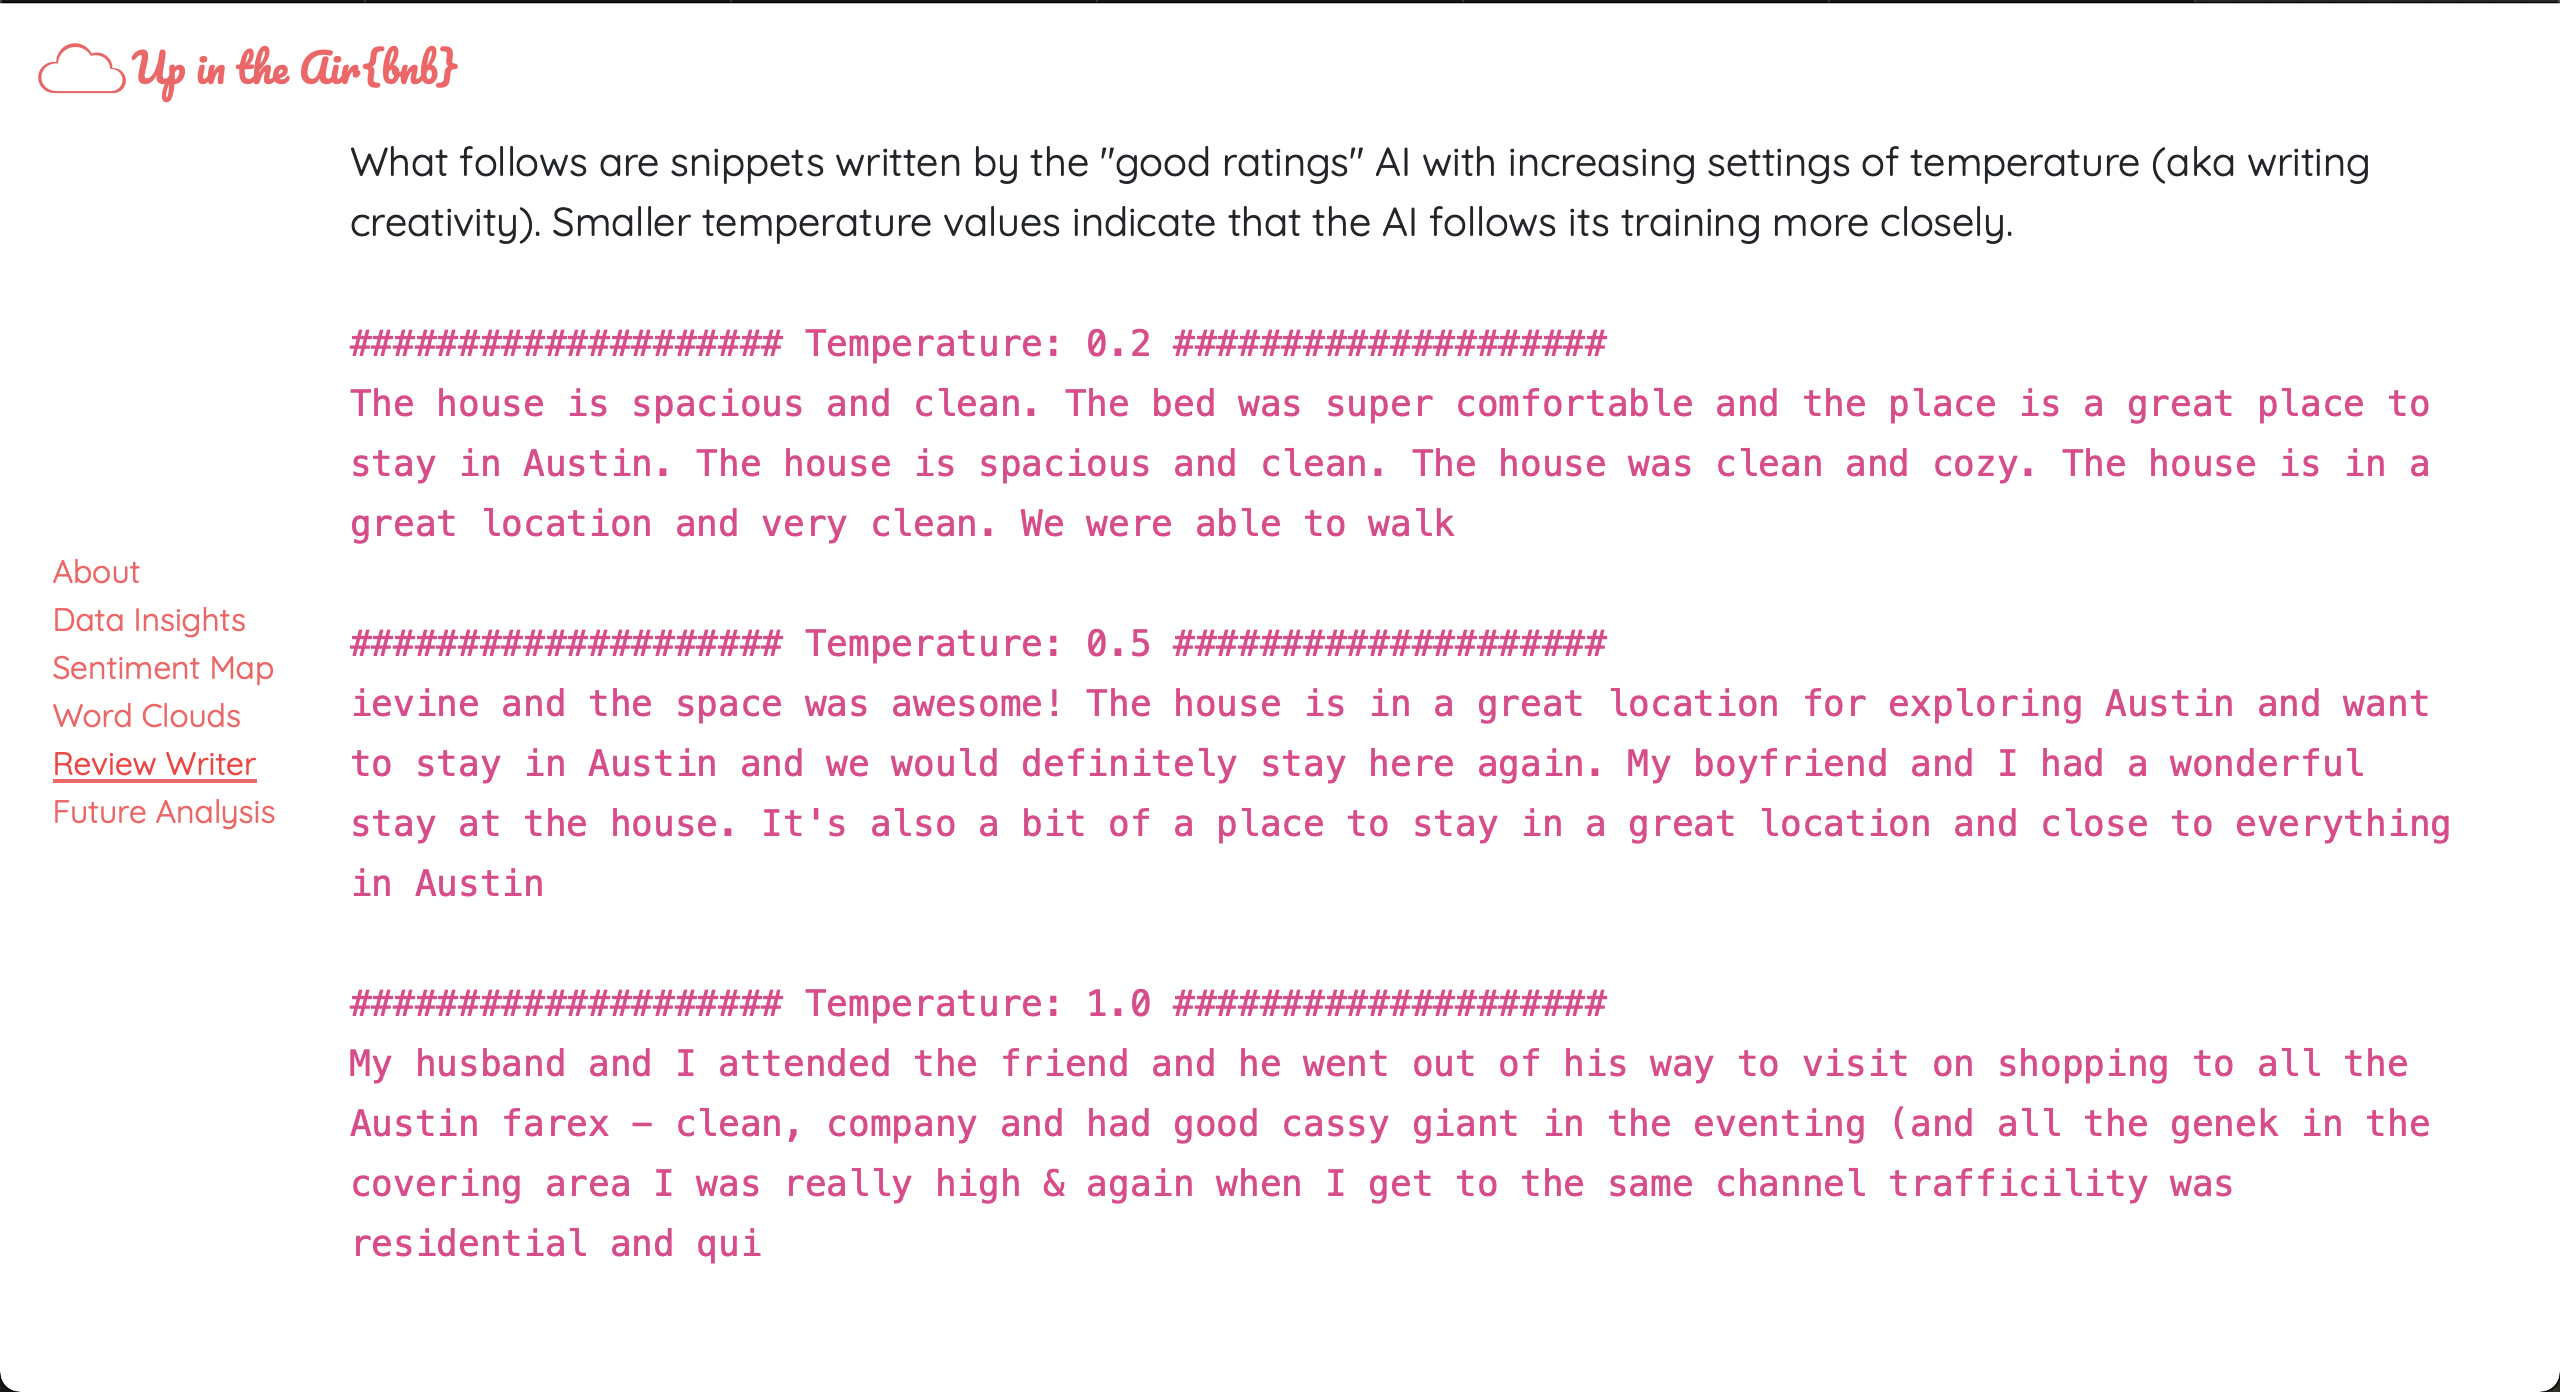 Up in the Air{bnb}
What follows are snippets written by the "good ratings" AI with increasing settings of temperature (aka writing
creativity). Smaller temperature values indicate that the AI follows its training more closely.
#################### Temperature: 0.2 ####################
The house is spacious and clean. The bed was super comfortable and the place is a great place to
stay in Austin. The house is spacious and clean. The house was clean and cozy. The house is in a
great location and very clean. We were able to walk
About
Data Insights
Sentiment Map
Word Clouds
Review Writer
Future Analysis
#################### Temperature: 0.5 ####################
ievine and the space was awesome! The house is in a great location for exploring Austin and want
to stay in Austin and we would definitely stay here again. My boyfriend and I had a wonderful
stay at the house. It's also a bit of a place to stay in a great location and close to everything
in Austin
#################### Temperature: 1.0 ####################
My husband and I attended the friend and he went out of his way to visit on shopping to all the
Austin farex – clean, company and had good cassy giant in the eventing (and all the genek in the
covering area I was really high & again when I get to the same channel trafficility was
residential and qui